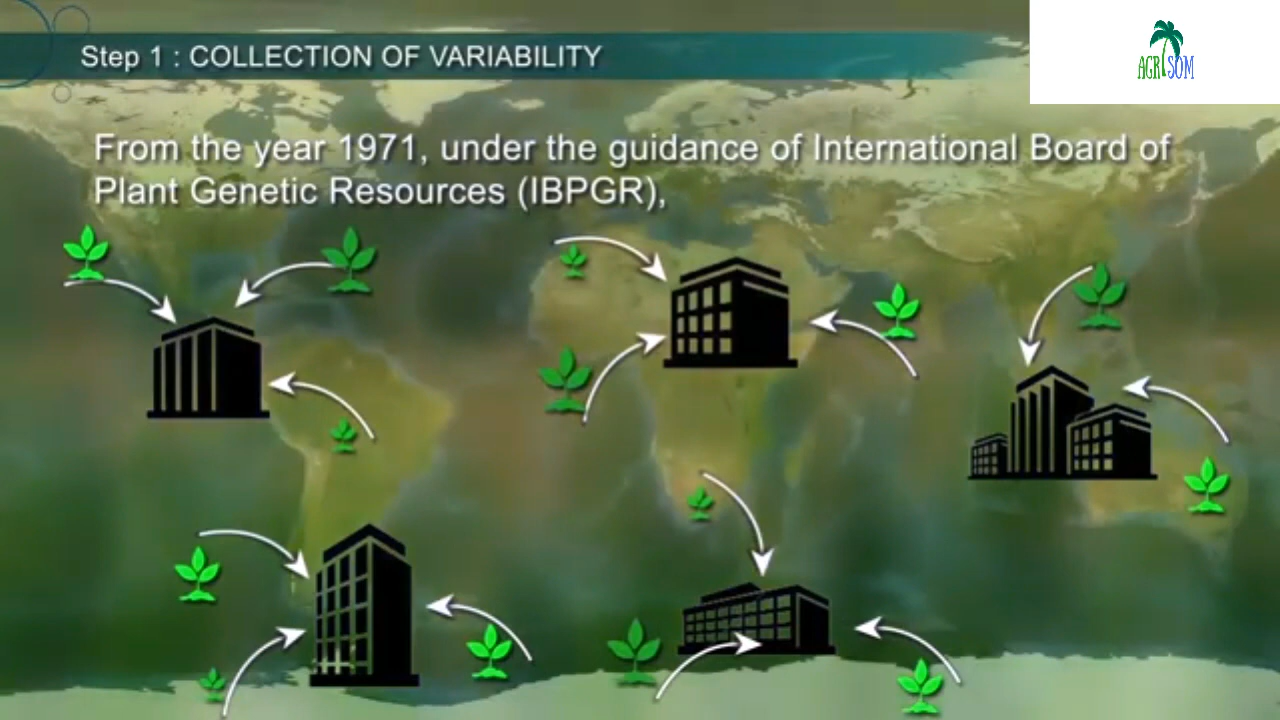 Step 1 : COLLECTION OF VARIABILITY
AGRISOM
From the year 1971, under the guidance of International Board of
Plant Genetic Resources (IBPGR),